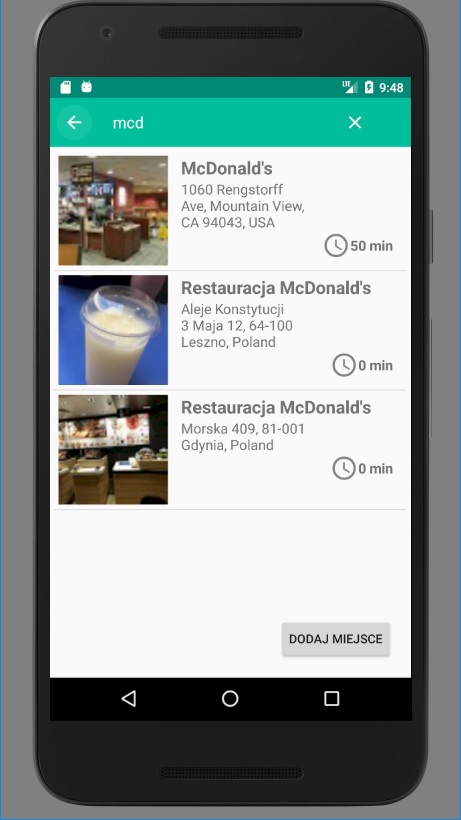 LTE 9:48
mcd
McDonald's
1060 Rengstorff
Ave, Mountain View,
CA 94043, USA
50 min
Restauracja McDonald's
Aleje Konstytucji
3 Maja 12, 64-100
Leszno, Poland
0 min
Restauracja McDonald's
Morska 409, 81-001
Gdynia, Poland
0 min
DODAJ MIEJSCE